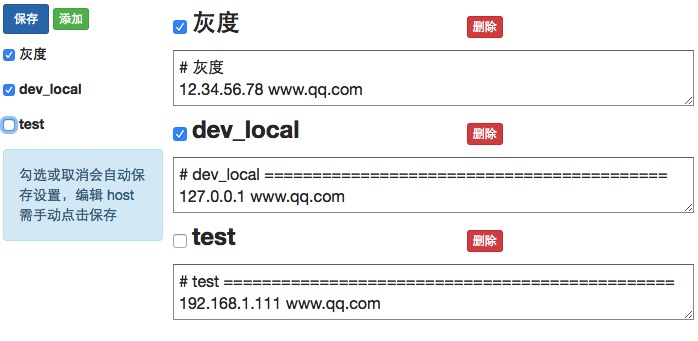 保存 添加
灰度
dev_local
test
勾选或取消会自动保
存设置，编辑 host
需手动点击保存
灰度 删除
# 灰度
12.34.56.78 www.qq.com
dev_local 删除
# dev_local ==========================================
127.0.0.1 www.qq.com
test 删除
# test ===============================================
192.168.1.111 www.qq.com